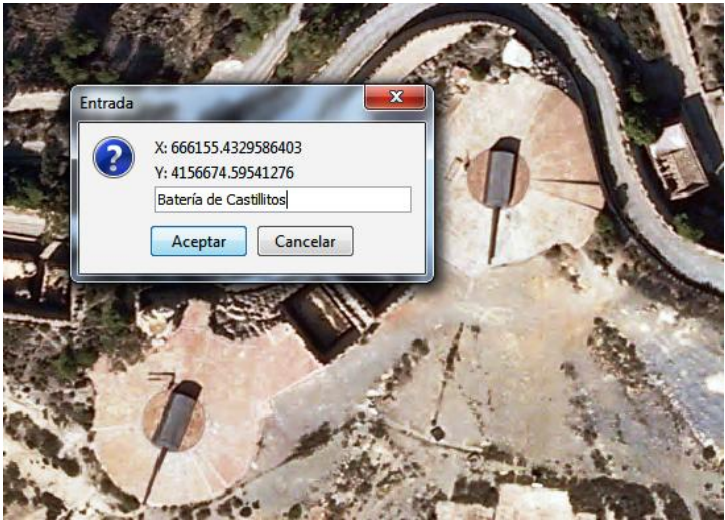 Entrada
X: 666155.4329586403
Y: 4156674.59541276
Batería de Castillitos
Aceptar
Cancelar